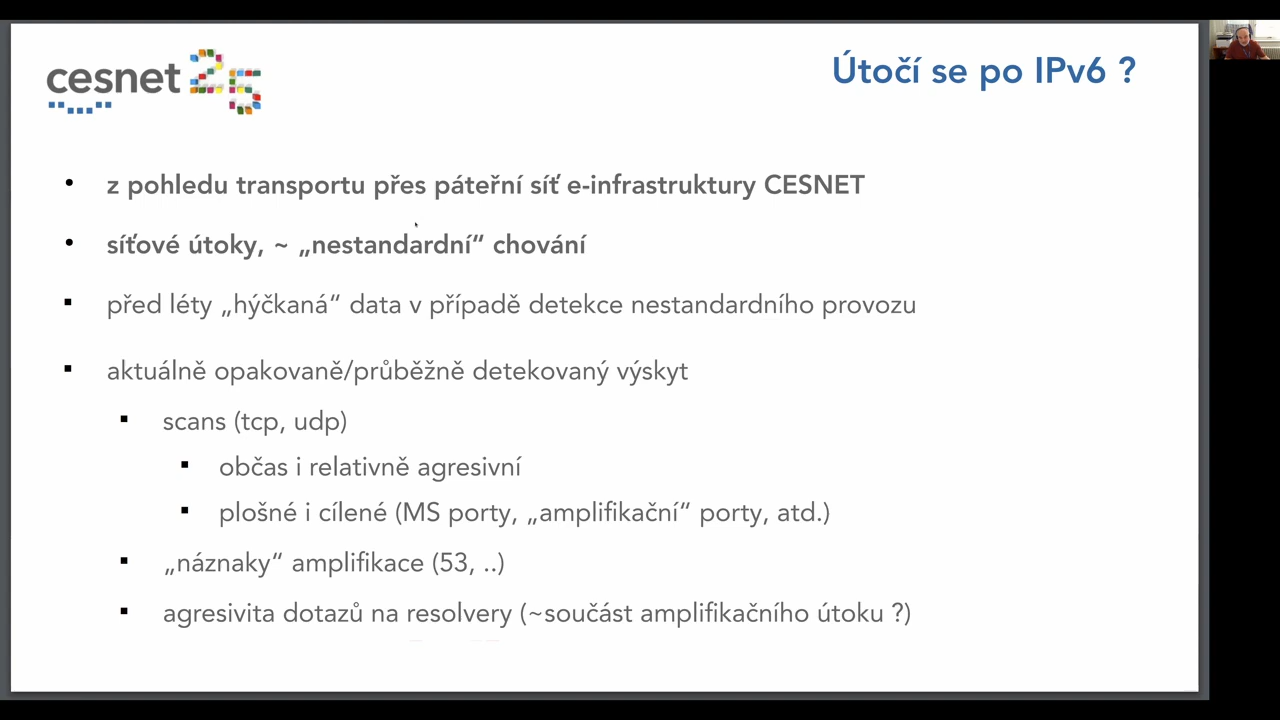 cesnet 25
Útočí se po IPv6 ?
z pohledu transportu přes páteřní síť e-infrastruktury CESNET
síťové útoky, ~ „nestandardní“ chování
před léty „hýčkaná“ data v případě detekce nestandardního provozu
aktuálně opakovaně/průběžně detekovaný výskyt
scans (tcp, udp)
občas i relativně agresivní
plošné i cílené (MS porty, „amplifikační“ porty, atd.)
„náznaky“ amplifikace (53, ..)
agresivita dotazů na resolvery (~součást amplifikačního útoku ?)